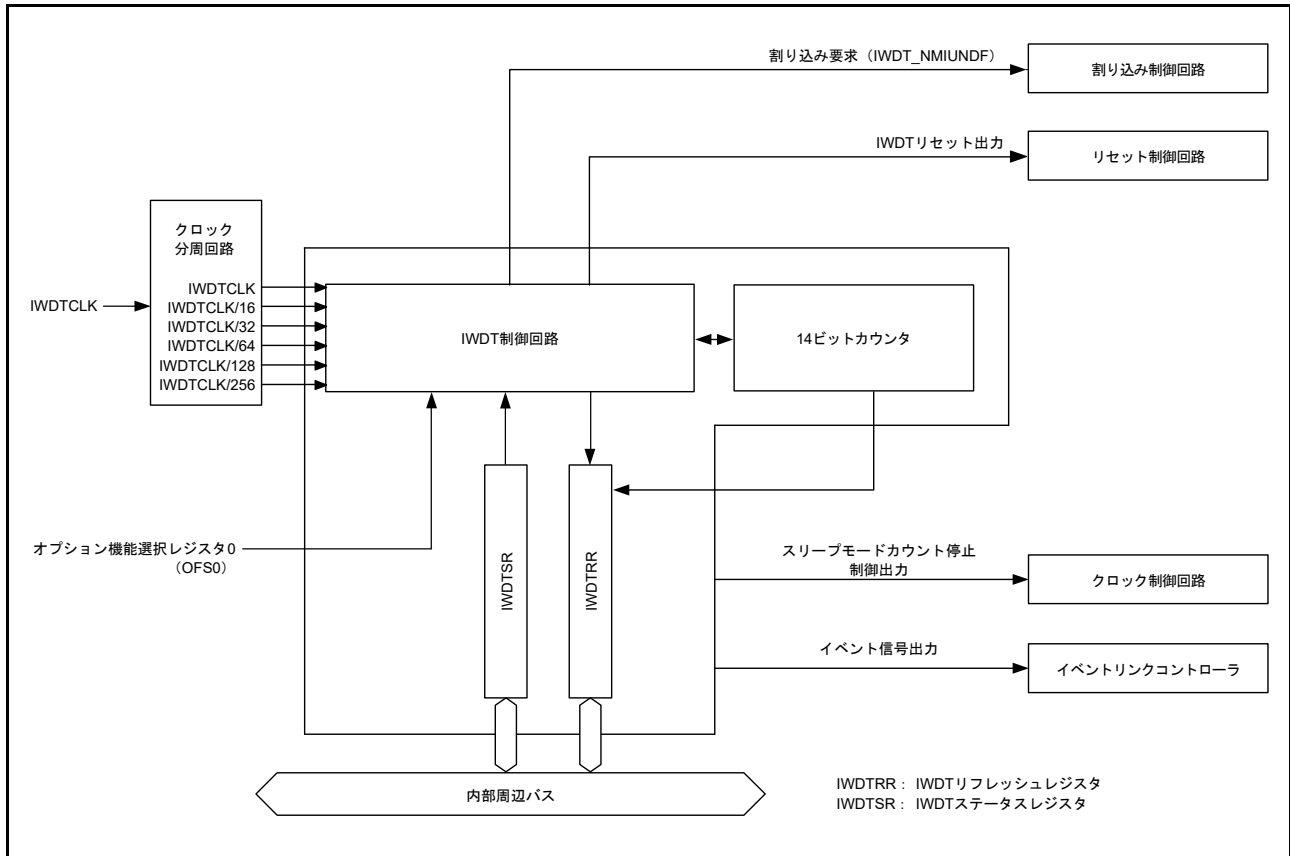 割り込み要求（IWDT_NMIUNDF）
割り込み制御回路
IWDTリセット出力
リセット制御回路
クロック
分周回路
IWDTCLK
IWDTCLK
IWDTCLK/16
IWDTCLK/32
IWDTCLK/64
IWDTCLK/128
IWDTCLK/256
IWDT制御回路
14ビットカウンタ
オプション機能選択レジスタ0
（OFS0）
IWDTSR
IWDTRR
スリープモードカウント停止
制御出力
クロック制御回路
イベント信号出力
イベントリンクコントローラ
内部周辺バス
IWDTRR： IWDTリフレッシュレジスタ
IWDTSR： IWDTステータスレジスタ